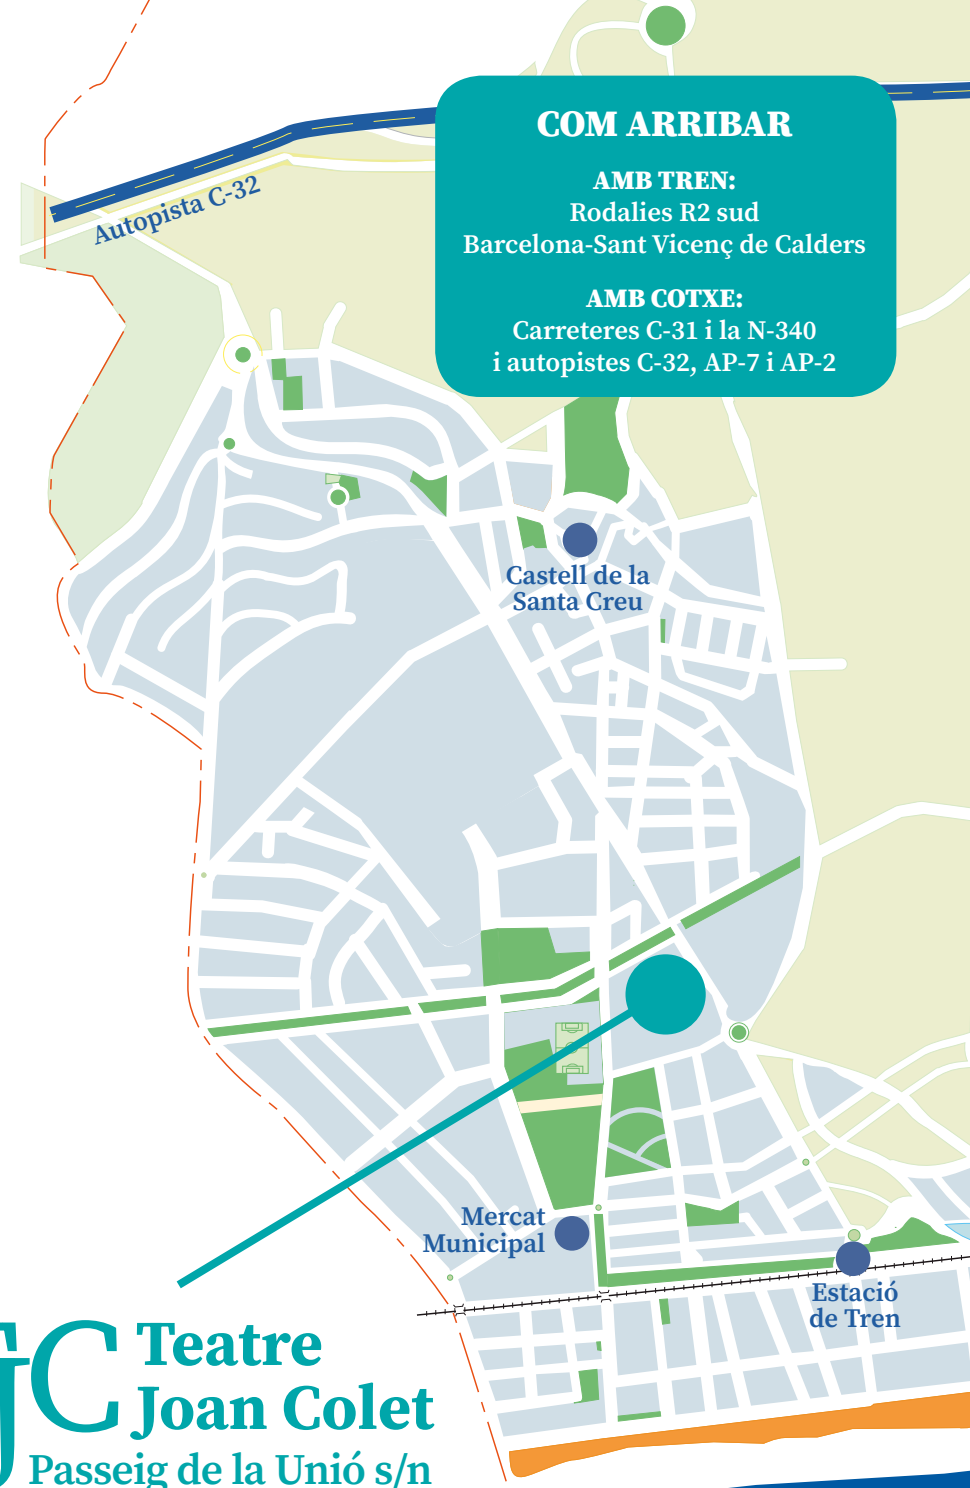 COM ARRIBAR
AMB TREN:
Rodalies R2 sud
Barcelona-Sant Vicenç de Calders
AMB COTXE:
Carreteres C-31 i la N-340
i autopistes C-32, AP-7 i AP-2
Autopista C-32
Castell de la
Santa Creu
Mercat
Municipal
Estació
de Tren
JC
Teatre
Joan Colet
Passeig de la Unió s/n